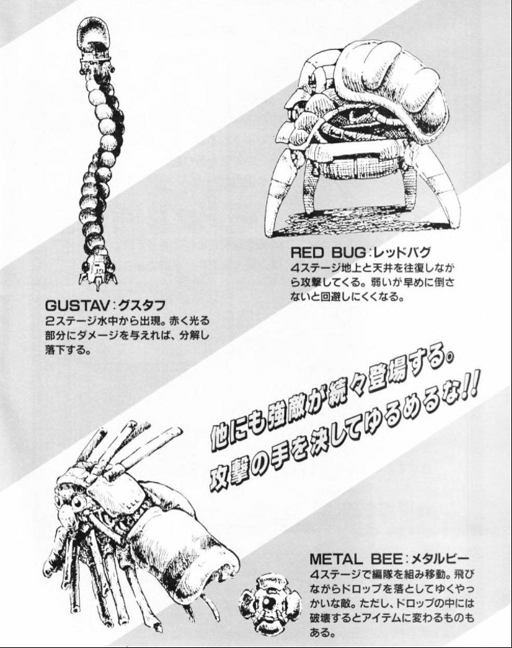 GUSTAV:グスタフ
2ステージ水中から出現。赤く光る
部分にダメージを与えれば、分解し
落下する。
RED BUG:レッドバグ
4ステージ地上と天井を往復しなが
ら攻撃してくる。弱いが早めに倒さ
ないと回避しにくくなる。
他にも強敵が続々登場する。
攻撃の手を決してゆるめるな!!
METAL BEE:メタルビー
4ステージで編隊を組み移動。飛び
ながらドロップを落としてゆくやっ
かいな敵。ただし、ドロップの中には
破壊するとアイテムに変わるものも
ある。